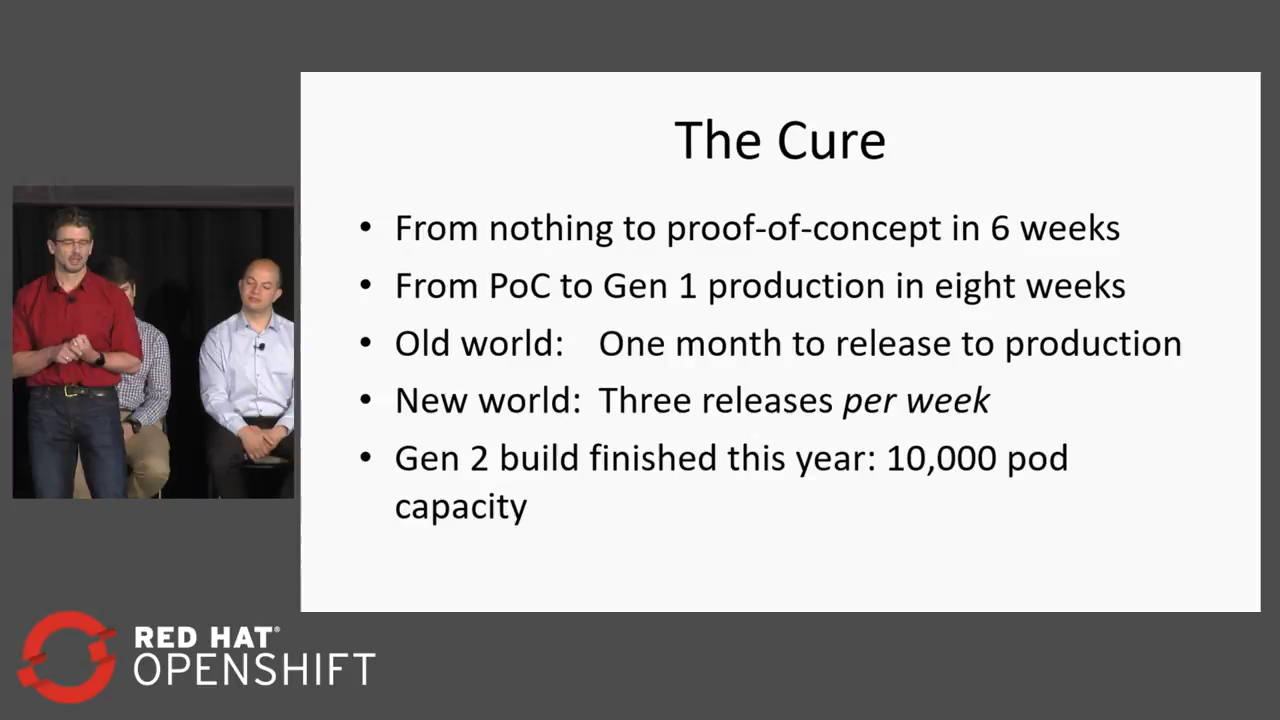 The Cure
• From nothing to proof-of-concept in 6 weeks
• From PoC to Gen 1 production in eight weeks
• Old world: One month to release to production
• New world: Three releases per week
• Gen 2 build finished this year: 10,000 pod
capacity
RED HAT®
OPENSHIFT